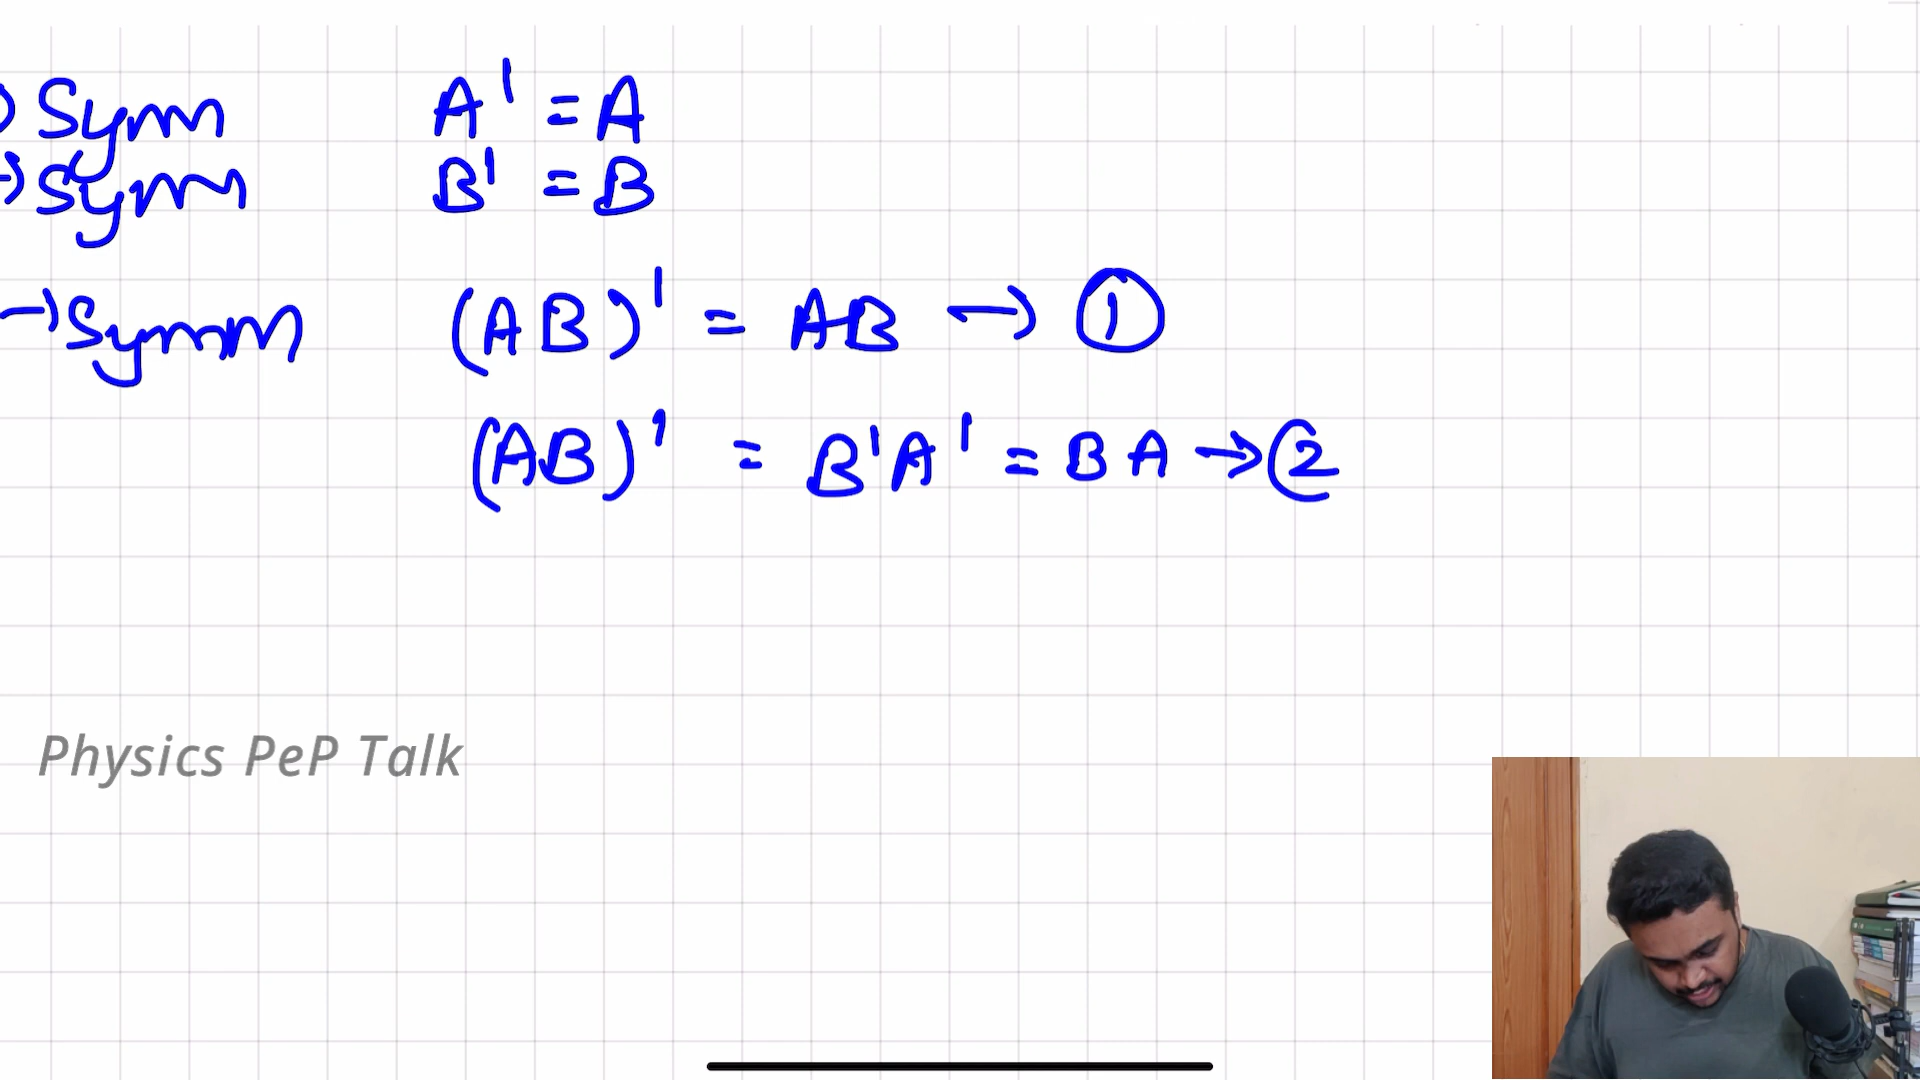 → Sym A' = A
→ Sym B' = B
→ Symm (AB)' = AB → ①
(AB)' = B'A' = BA → ②
Physics PeP Talk